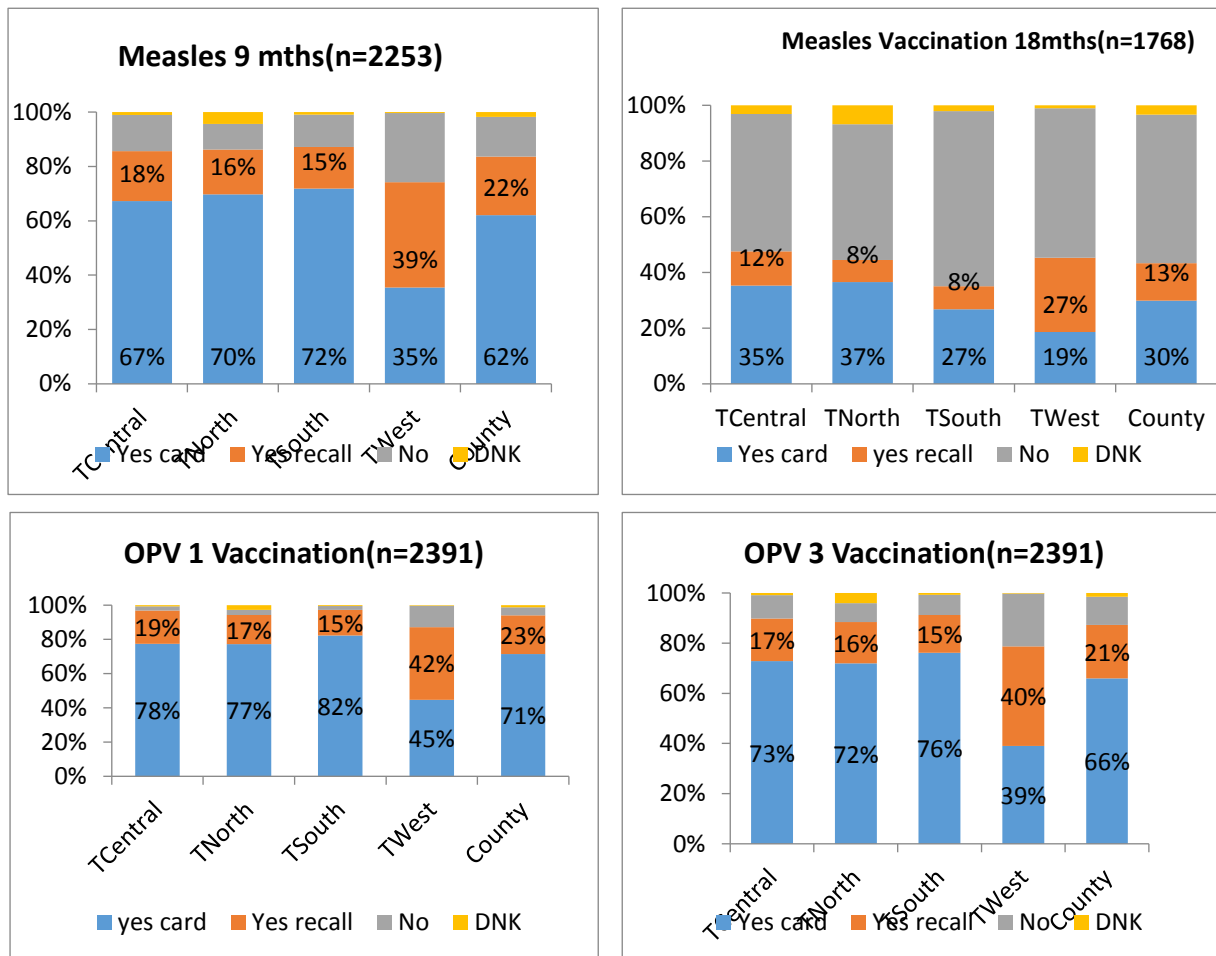 Measles 9 mths(n=2253)
100%
80%
60%
40%
20%
0%
18%
16%
15%
39%
22%
67%
70%
72%
35%
62%
TCentral
TNorth
TSouth
TWest
County
Yes card
Yes recall
No
DNK
Measles Vaccination 18mths(n=1768)
100%
80%
60%
40%
20%
0%
12%
8%
8%
27%
13%
35%
37%
27%
19%
30%
TCentral
TNorth
TSouth
TWest
County
Yes card
yes recall
No
DNK
OPV 1 Vaccination(n=2391)
100%
80%
60%
40%
20%
0%
19%
17%
15%
42%
23%
78%
77%
82%
45%
71%
TCentral
TNorth
TSouth
TWest
County
yes card
Yes recall
No
DNK
OPV 3 Vaccination(n=2391)
100%
80%
60%
40%
20%
0%
17%
16%
15%
40%
21%
73%
72%
76%
39%
66%
TCentral
TNorth
TSouth
TWest
County
Yes card
Yes recall
No
DNK